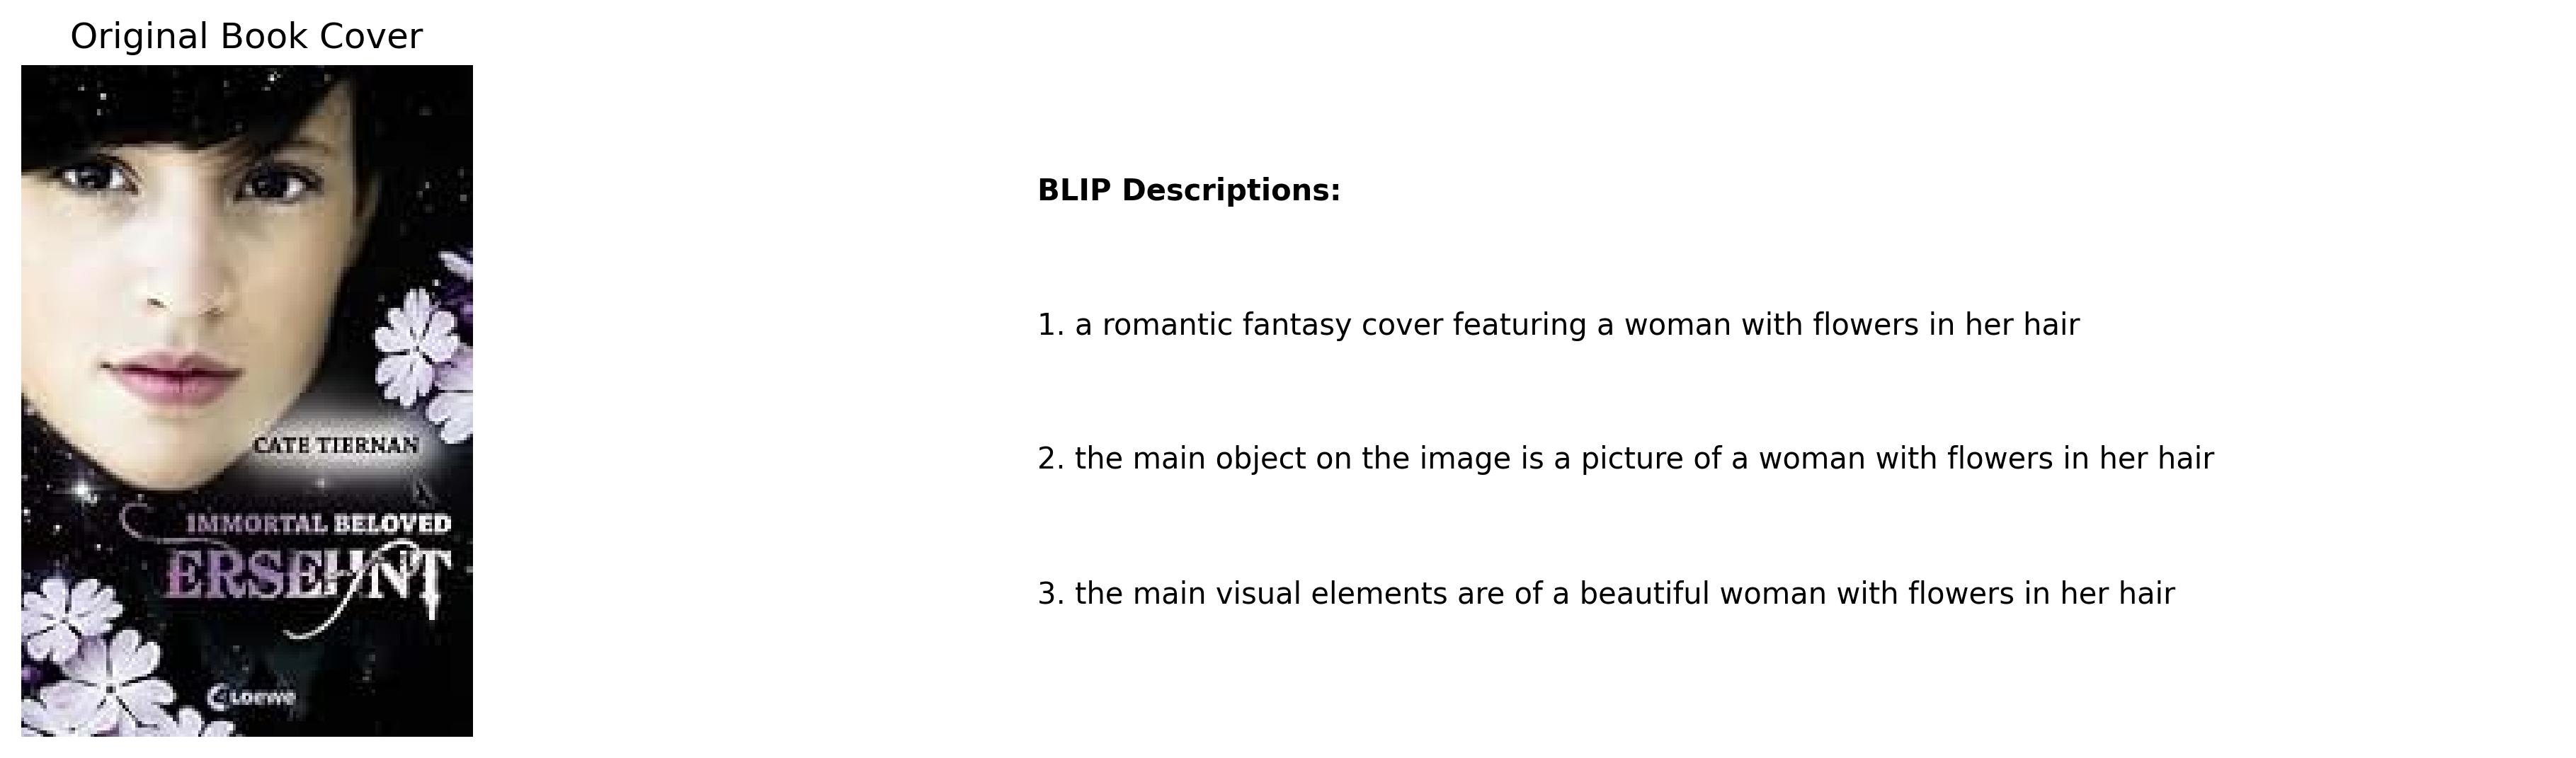 Original Book Cover
CATE TIERNAN
IMMORTAL BELOVED
ERSEHNT
Loewe
BLIP Descriptions:
1. a romantic fantasy cover featuring a woman with flowers in her hair
2. the main object on the image is a picture of a woman with flowers in her hair
3. the main visual elements are of a beautiful woman with flowers in her hair